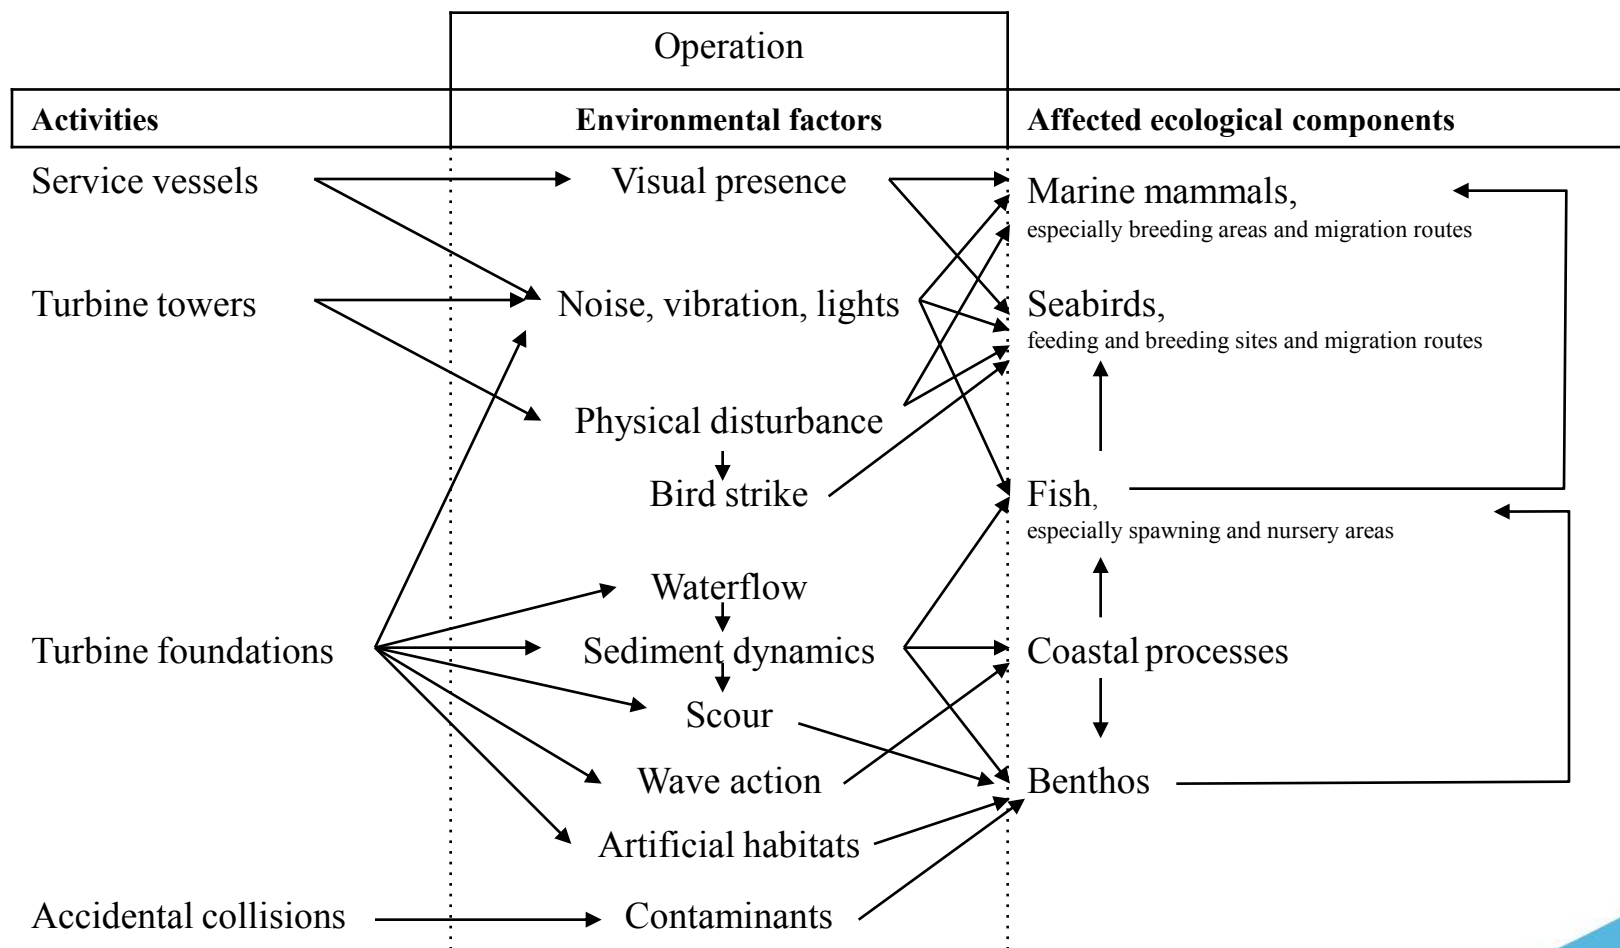 Operation
Activities Environmental factors Affected ecological components
Service vessels Visual presence Marine mammals,
especially breeding areas and migration routes
Turbine towers Noise, vibration, lights Seabirds,
feeding and breeding sites and migration routes
Physical disturbance
Bird strike Fish,
especially spawning and nursery areas
Waterflow
Turbine foundations Sediment dynamics Coastal processes
Scour
Wave action Benthos
Artificial habitats
Accidental collisions Contaminants